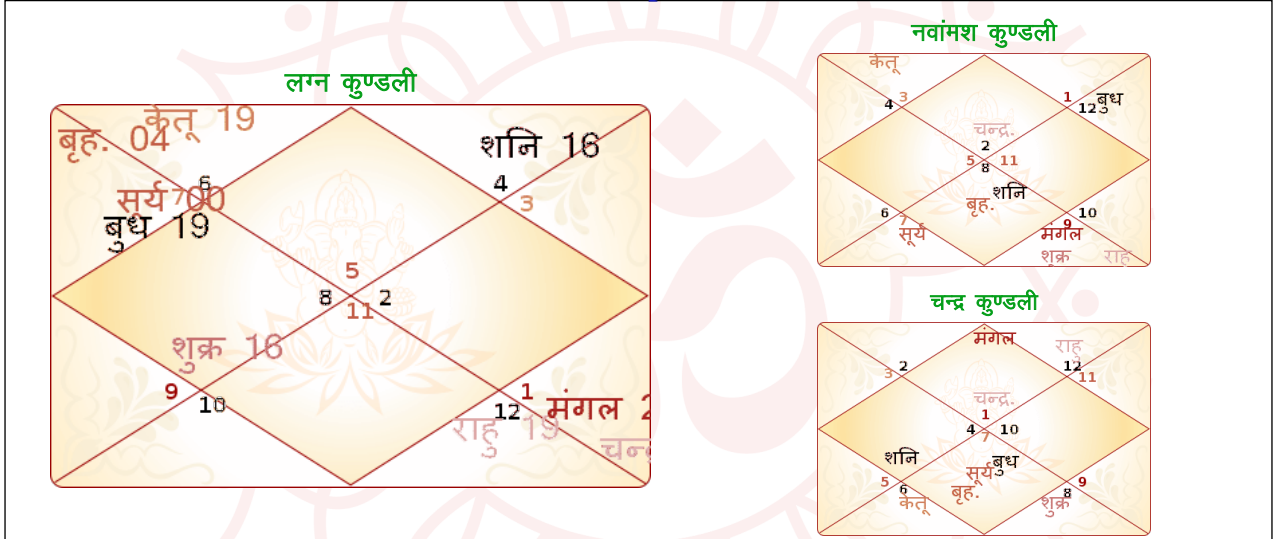 लग्न कुण्डली
केतू 19
बृह. 04
शनि 16
6
4
सूर्य 00
7
3
बुध 19
5
8
2
11
शुक्र 16
9
1
10
12
मंगल 2
राहु 19
चन्द्र
नवांमश कुण्डली
केतू
3
4
1
बुध
12
चन्द्र.
2
5
11
8
शनि
बृह.
6
10
7
9
सूर्य
मंगल
शुक्र
राहु
चन्द्र कुण्डली
मंगल
राहु
2
3
12
11
चन्द्र.
1
4
10
7
शनि
बुध
सूर्य
5
9
6
8
बृह.
केतू
शुक्र